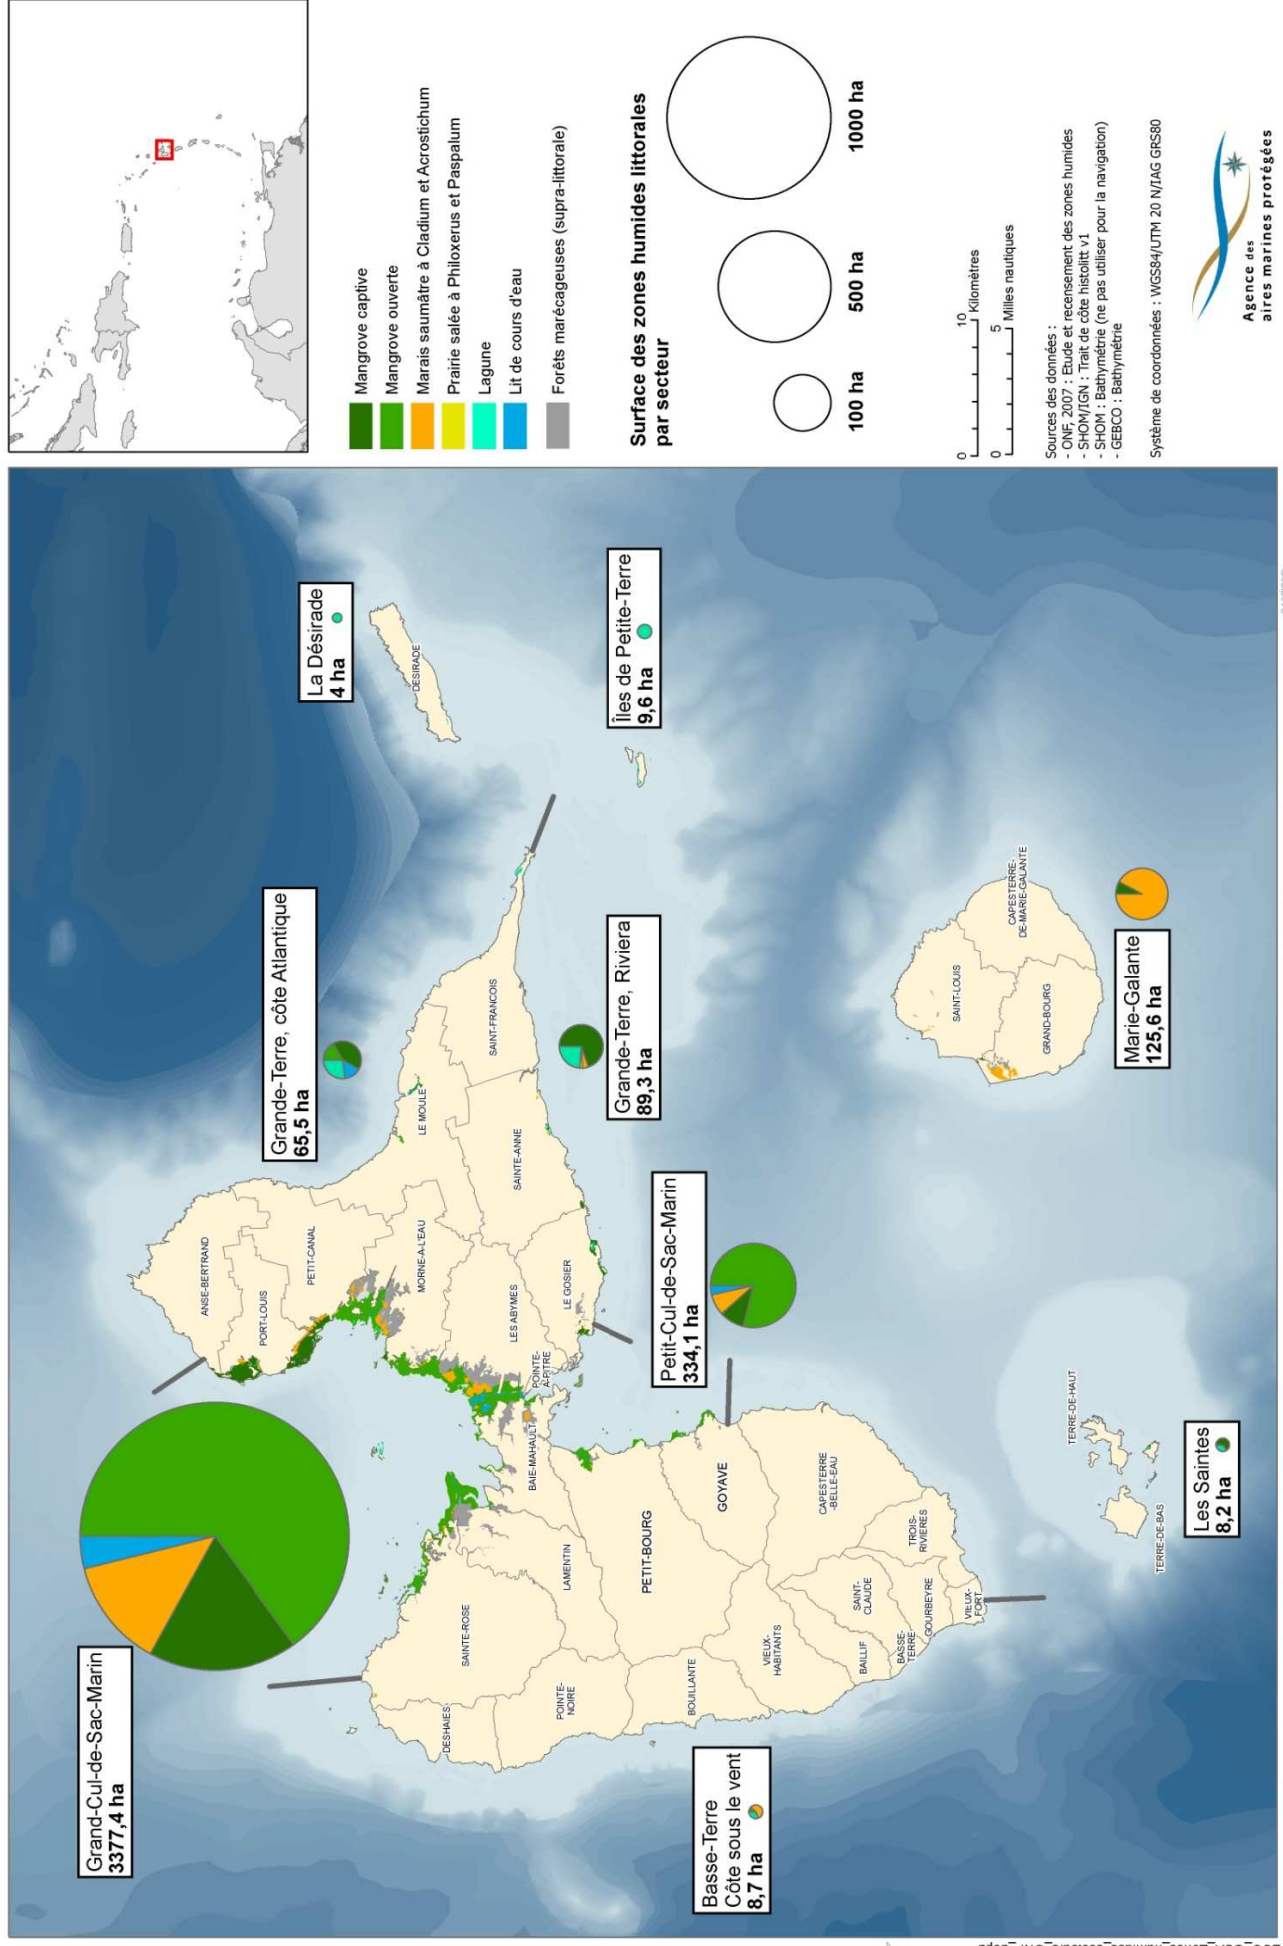 Grand-Cul-de-Sac-Marin
3377,4 ha
Grande-Terre, côte Atlantique
65,5 ha
La Désirade
4 ha
Îles de Petite-Terre
9,6 ha
Grande-Terre, Riviera
89,3 ha
Petit-Cul-de-Sac-Marin
334,1 ha
Marie-Galante
125,6 ha
Les Saintes
8,2 ha
Basse-Terre
Côte sous le vent
8,7 ha
ANSE-BERTRAND
PORT-LOUIS
PETIT-CANAL
MORNE-A-L'EAU
LE MOULE
SAINT-FRANCOIS
SAINTE-ANNE
LES ABYMES
LE GOSIER
POINTE-
A-PITRE
BAIE-MAHAULT
DESIRADE
SAINTE-ROSE
LAMENTIN
DESHAIES
POINTE-
NOIRE
PETIT-BOURG
GOYAVE
BOUILLANTE
VIEUX-
HABITANTS
CAPESTERRE
-BELLE-EAU
SAINT-
CLAUDE
BAILLIF
BASSE-
TERRE
GOURBEYRE
TROIS-
RIVIERES
VIEUX-
FORT
TERRE-DE-HAUT
TERRE-DE-BAS
SAINT-LOUIS
GRAND-BOURG
CAPESTERRE-
DE-MARIE-GALANTE
Mangrove captive
Mangrove ouverte
Marais saumâtre à Cladium et Acrostichum
Prairie salée à Philoxerus et Paspalum
Lagune
Lit de cours d'eau
Forêts marécageuses (supra-littorale)
Surface des zones humides littorales
par secteur
100 ha
500 ha
1000 ha
0 10 Kilomètres
0 5 Milles nautiques
Sources des données :
- ONF, 2007 : Etude et recensement des zones humides
- SHOM/IGN : Trait de côte histolitt v1
- SHOM : Bathymétrie (ne pas utiliser pour la navigation)
- GEBCO : Bathymétrie
Système de coordonnées : WGS84/UTM 20 N/IAG GRS80
Agence des
aires marines protégées